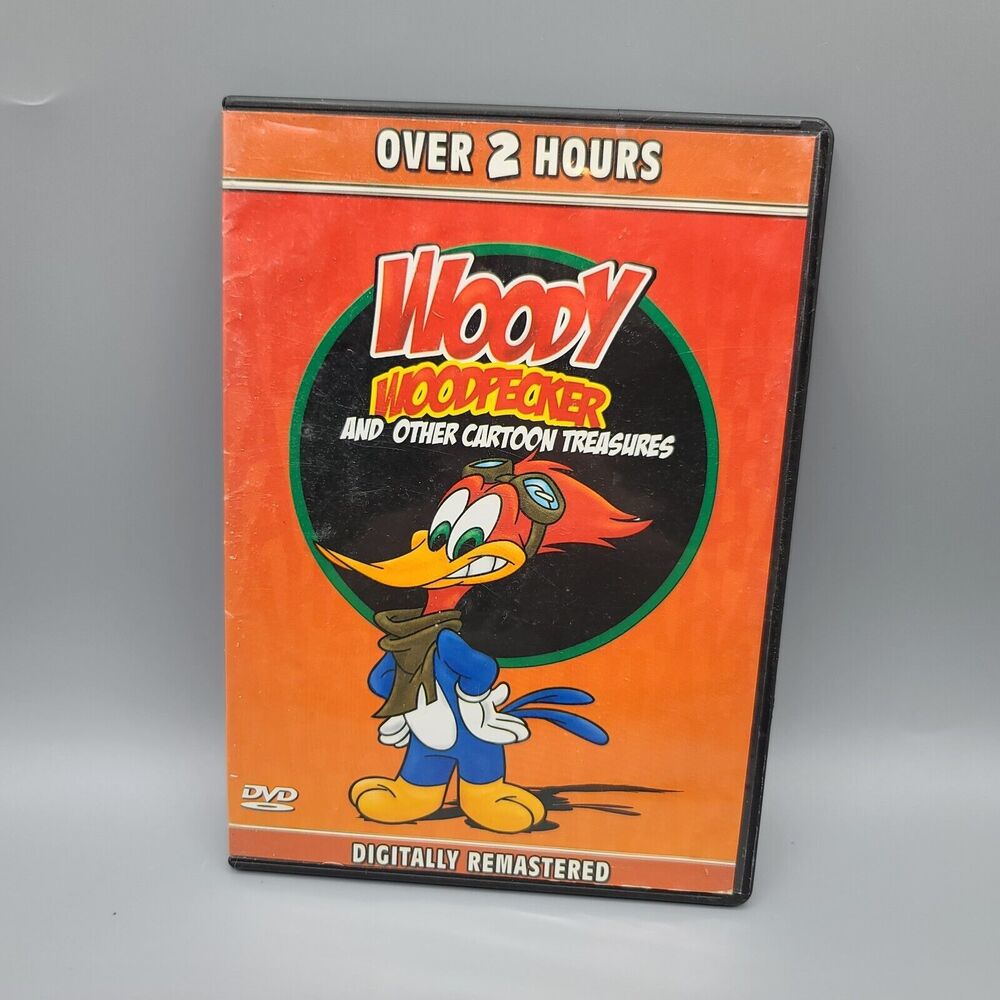 OVER 2 HOURS
WOODY
WOODPECKER
AND OTHER CARTOON TREASURES
DVD
DIGITALLY REMASTERED